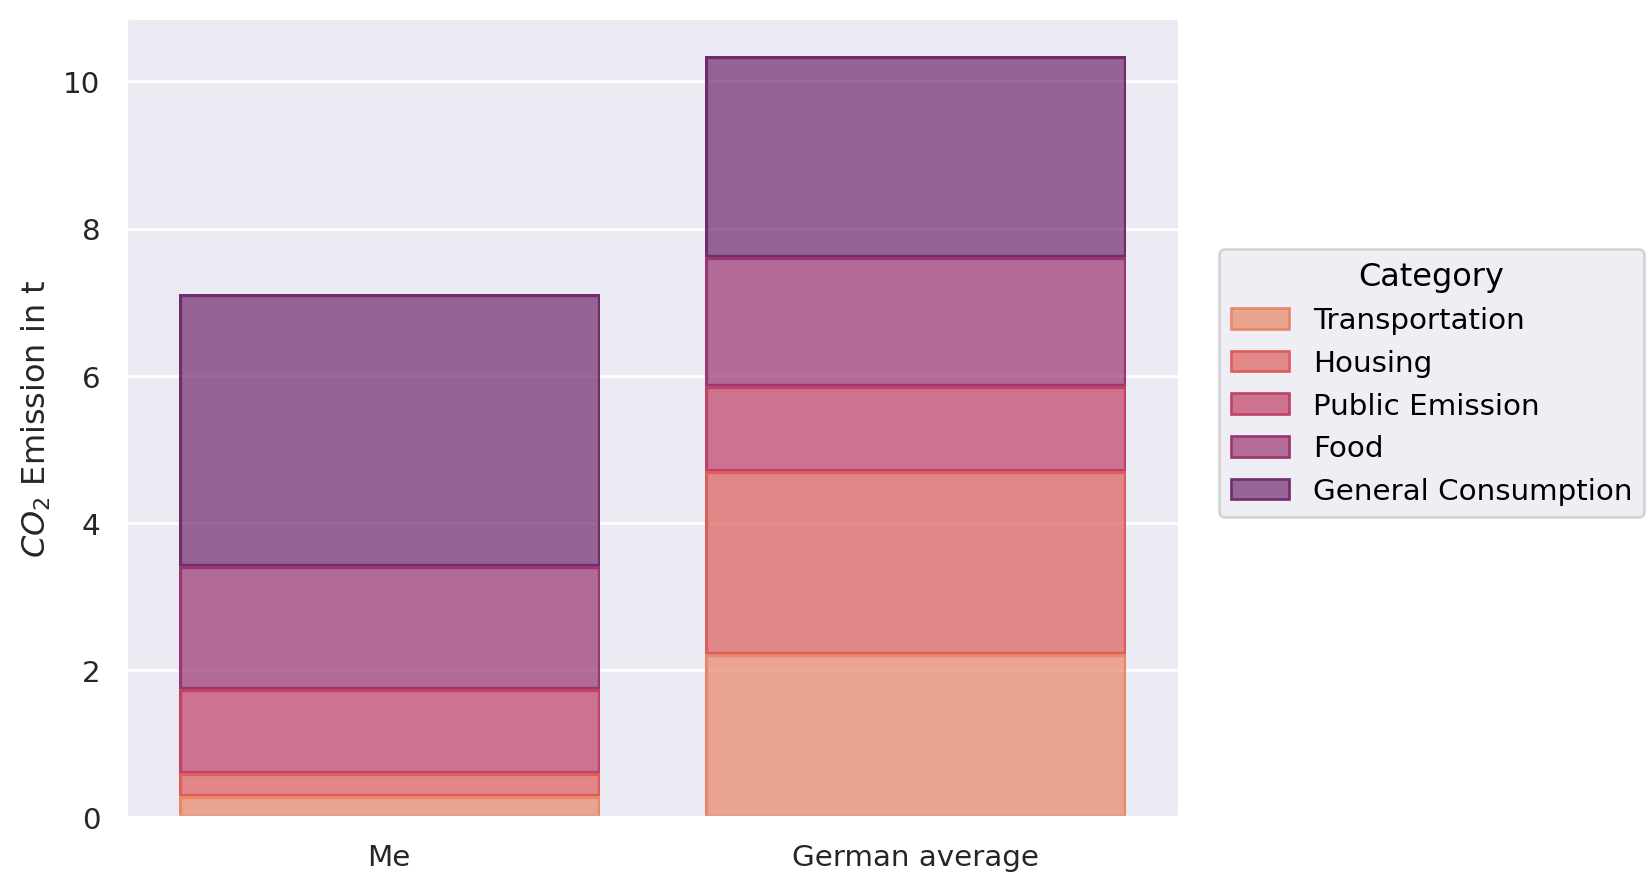 10
8
6
4
2
0
CO₂ Emission in t
Me
German average
Category
Transportation
Housing
Public Emission
Food
General Consumption